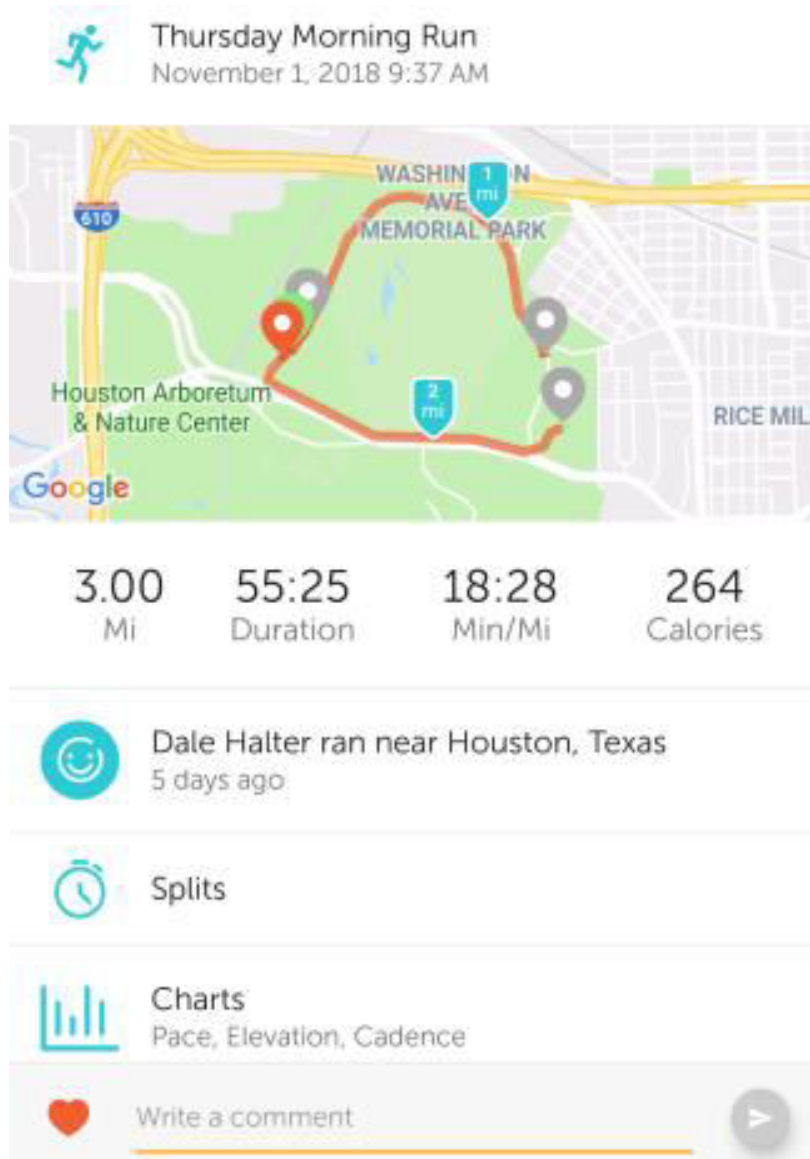 Thursday Morning Run
November 1, 2018 9:37 AM
610
WASHIN N
AVE
MEMORIAL PARK
1
mi
Houston Arboretum
& Nature Center
2
mi
RICE MIL
Google
3.00 55:25 18:28 264
Mi Duration Min/Mi Calories
Dale Halter ran near Houston, Texas
5 days ago
Splits
Charts
Pace, Elevation, Cadence
Write a comment